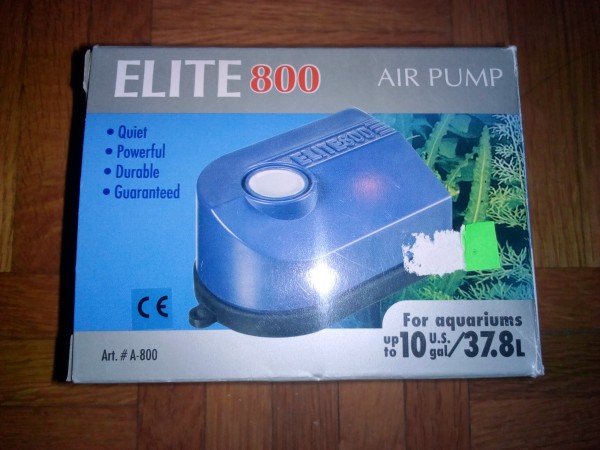 ELITE 800 AIR PUMP
• Quiet
• Powerful
• Durable
• Guaranteed
ELITE 800
CE
Art. # A-800
For aquariums
up to 10 U.S. gal/37.8L